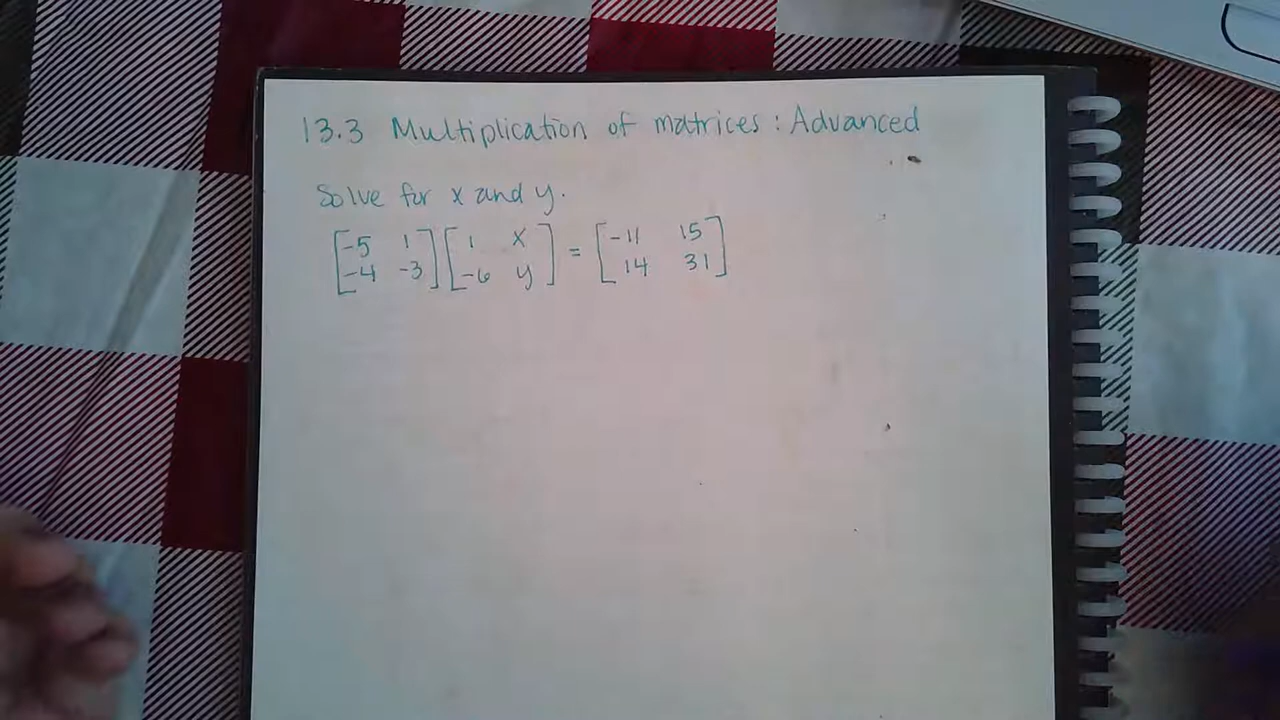 13.3 Multiplication of matrices : Advanced
Solve for x and y.
[-5 1] [1 x] = [-11 15]
[-4 -3] [-6 y] [14 31]